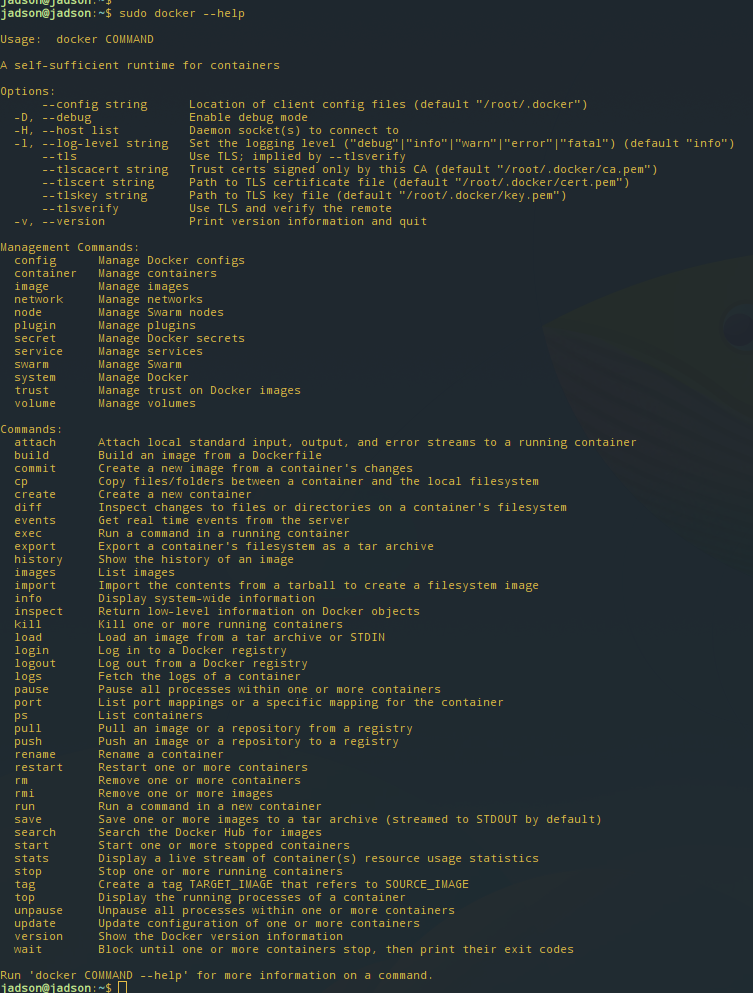 jadson@jadson:~$
jadson@jadson:~$ sudo docker --help

Usage:  docker COMMAND

A self-sufficient runtime for containers

Options:
      --config string      Location of client config files (default "/root/.docker")
  -D, --debug              Enable debug mode
  -H, --host list          Daemon socket(s) to connect to
  -l, --log-level string   Set the logging level ("debug"|"info"|"warn"|"error"|"fatal") (default "info")
      --tls                Use TLS; implied by --tlsverify
      --tlscacert string   Trust certs signed only by this CA (default "/root/.docker/ca.pem")
      --tlscert string     Path to TLS certificate file (default "/root/.docker/cert.pem")
      --tlskey string      Path to TLS key file (default "/root/.docker/key.pem")
      --tlsverify          Use TLS and verify the remote
  -v, --version            Print version information and quit

Management Commands:
  config      Manage Docker configs
  container   Manage containers
  image       Manage images
  network     Manage networks
  node        Manage Swarm nodes
  plugin      Manage plugins
  secret      Manage Docker secrets
  service     Manage services
  swarm       Manage Swarm
  system      Manage Docker
  trust       Manage trust on Docker images
  volume      Manage volumes

Commands:
  attach      Attach local standard input, output, and error streams to a running container
  build       Build an image from a Dockerfile
  commit      Create a new image from a container's changes
  cp          Copy files/folders between a container and the local filesystem
  create      Create a new container
  diff        Inspect changes to files or directories on a container's filesystem
  events      Get real time events from the server
  exec        Run a command in a running container
  export      Export a container's filesystem as a tar archive
  history     Show the history of an image
  images      List images
  import      Import the contents from a tarball to create a filesystem image
  info        Display system-wide information
  inspect     Return low-level information on Docker objects
  kill        Kill one or more running containers
  load        Load an image from a tar archive or STDIN
  login       Log in to a Docker registry
  logout      Log out from a Docker registry
  logs        Fetch the logs of a container
  pause       Pause all processes within one or more containers
  port        List port mappings or a specific mapping for the container
  ps          List containers
  pull        Pull an image or a repository from a registry
  push        Push an image or a repository to a registry
  rename      Rename a container
  restart     Restart one or more containers
  rm          Remove one or more containers
  rmi         Remove one or more images
  run         Run a command in a new container
  save        Save one or more images to a tar archive (streamed to STDOUT by default)
  search      Search the Docker Hub for images
  start       Start one or more stopped containers
  stats       Display a live stream of container(s) resource usage statistics
  stop        Stop one or more running containers
  tag         Create a tag TARGET_IMAGE that refers to SOURCE_IMAGE
  top         Display the running processes of a container
  unpause     Unpause all processes within one or more containers
  update      Update configuration of one or more containers
  version     Show the Docker version information
  wait        Block until one or more containers stop, then print their exit codes

Run 'docker COMMAND --help' for more information on a command.
jadson@jadson:~$